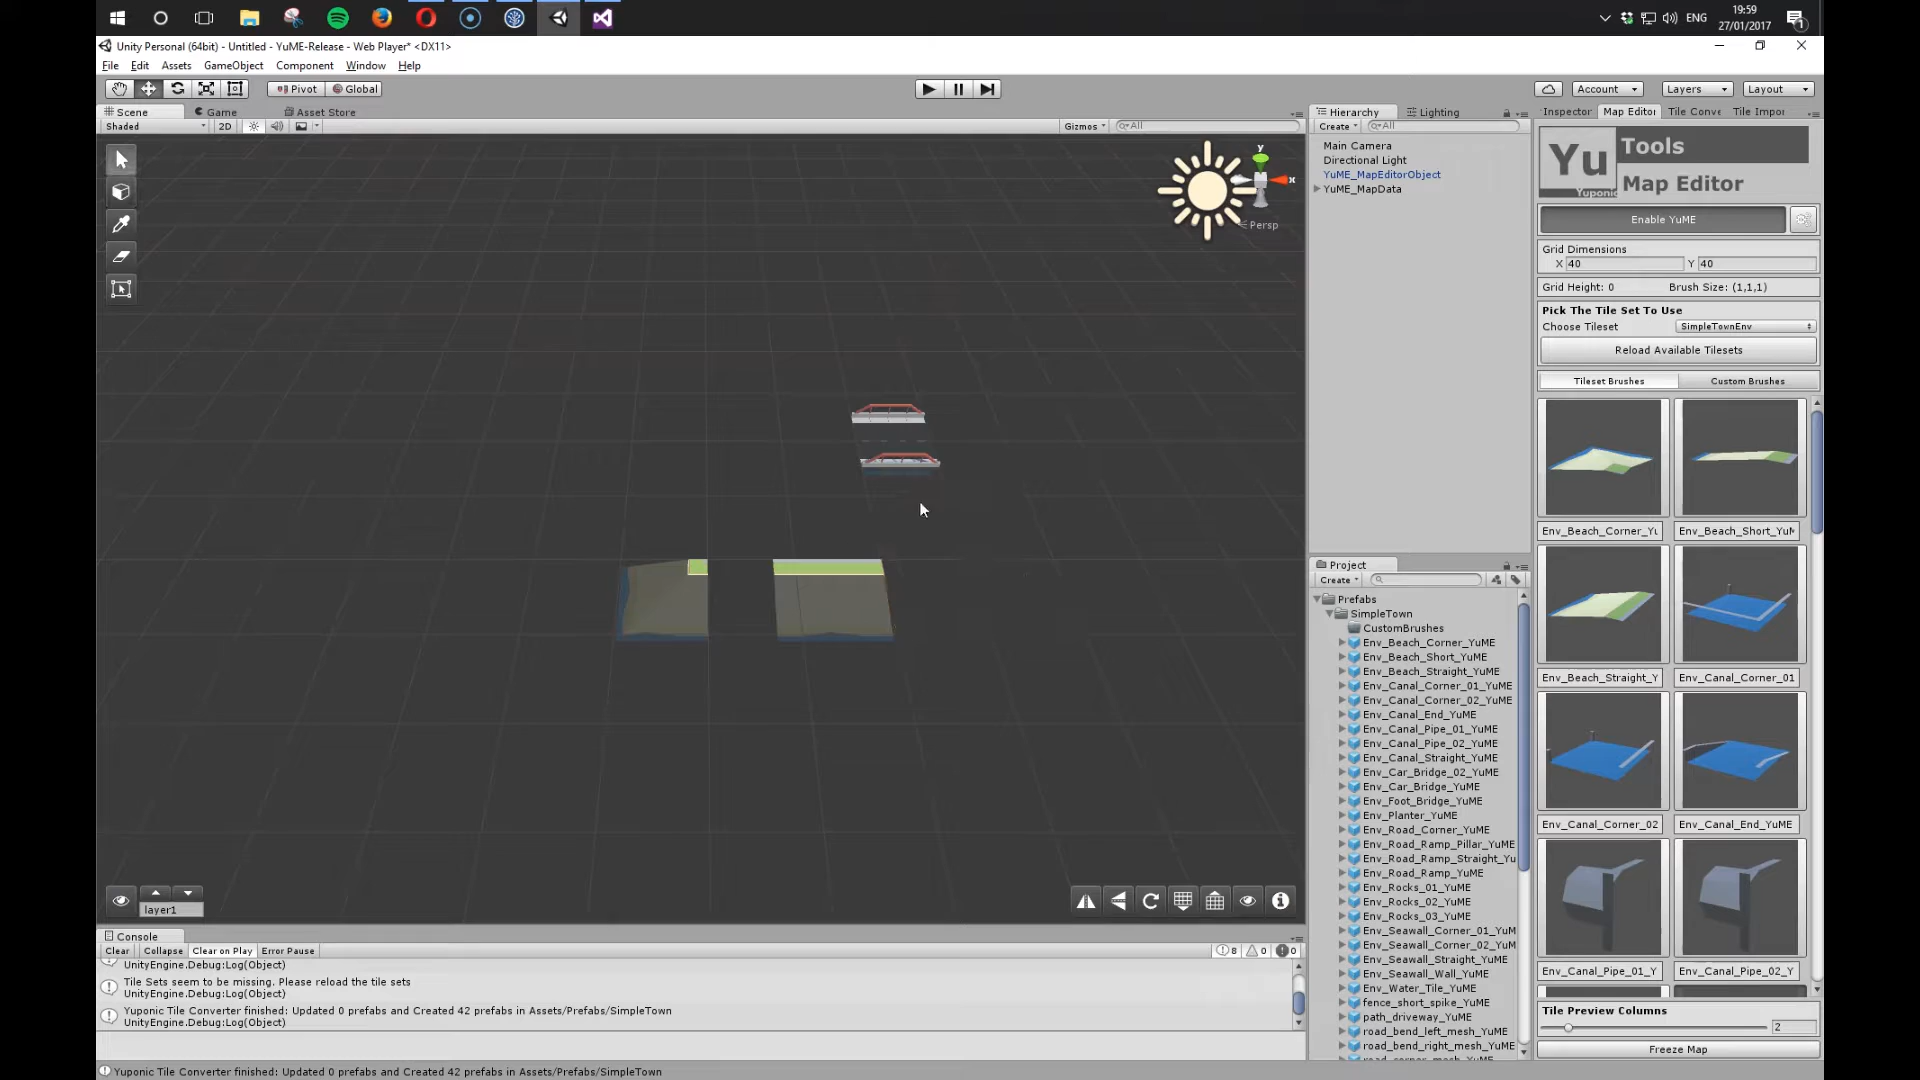 ENG
19:59
27/01/2017
Unity Personal (64bit) - Untitled - YuME-Release - Web Player* <DX11>
File Edit Assets GameObject Component Window Help
Pivot Global
Account Layers Layout
Scene Game Asset Store
Shaded 2D Gizmos All
y
x
Persp
layer1
Hierarchy Lighting
Create All
Main Camera
Directional Light
YuME_MapEditorObject
YuME_MapData
Project
Create
Prefabs
SimpleTown
CustomBrushes
Env_Beach_Corner_YuME
Env_Beach_Short_YuME
Env_Beach_Straight_YuME
Env_Canal_Corner_01_YuME
Env_Canal_Corner_02_YuME
Env_Canal_End_YuME
Env_Canal_Pipe_01_YuME
Env_Canal_Pipe_02_YuME
Env_Canal_Straight_YuME
Env_Car_Bridge_02_YuME
Env_Car_Bridge_YuME
Env_Foot_Bridge_YuME
Env_Planter_YuME
Env_Road_Corner_YuME
Env_Road_Ramp_Pillar_YuME
Env_Road_Ramp_Straight_Yu
Env_Road_Ramp_YuME
Env_Rocks_01_YuME
Env_Rocks_02_YuME
Env_Rocks_03_YuME
Env_Seawall_Corner_01_YuM
Env_Seawall_Corner_02_YuM
Env_Seawall_Straight_YuME
Env_Seawall_Wall_YuME
Env_Water_Tile_YuME
fence_short_spike_YuME
path_driveway_YuME
road_bend_left_mesh_YuME
road_bend_right_mesh_YuME
road_corner_mesh_YuME
Inspector Map Editor Tile Conve Tile Impor
Yu
Yuponic
Tools
Map Editor
Enable YuME
Grid Dimensions
X 40 Y 40
Grid Height: 0 Brush Size: (1,1,1)
Pick The Tile Set To Use
Choose Tileset SimpleTownEnv
Reload Available Tilesets
Tileset Brushes Custom Brushes
Env_Beach_Corner_Yu Env_Beach_Short_YuM
Env_Beach_Straight_Y Env_Canal_Corner_01
Env_Canal_Corner_02 Env_Canal_End_YuME
Env_Canal_Pipe_01_Y Env_Canal_Pipe_02_Y
Tile Preview Columns
2
Freeze Map
Console
Clear Collapse Clear on Play Error Pause 8 0 0
UnityEngine.Debug:Log(Object)
Tile Sets seem to be missing. Please reload the tile sets
UnityEngine.Debug:Log(Object)
Yuponic Tile Converter finished: Updated 0 prefabs and Created 42 prefabs in Assets/Prefabs/SimpleTown
UnityEngine.Debug:Log(Object)
Yuponic Tile Converter finished: Updated 0 prefabs and Created 42 prefabs in Assets/Prefabs/SimpleTown